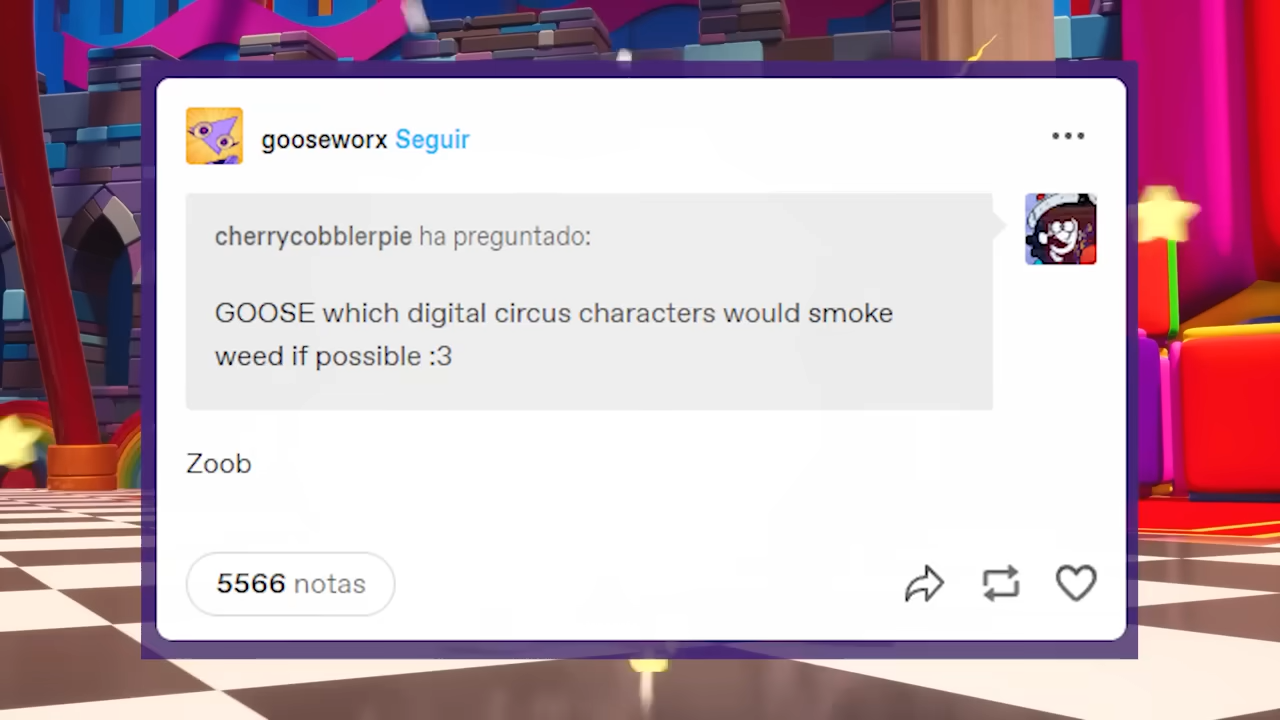 gooseworx Seguir
cherrycobblerpie ha preguntado:
GOOSE which digital circus characters would smoke
weed if possible :3
Zoob
5566 notas